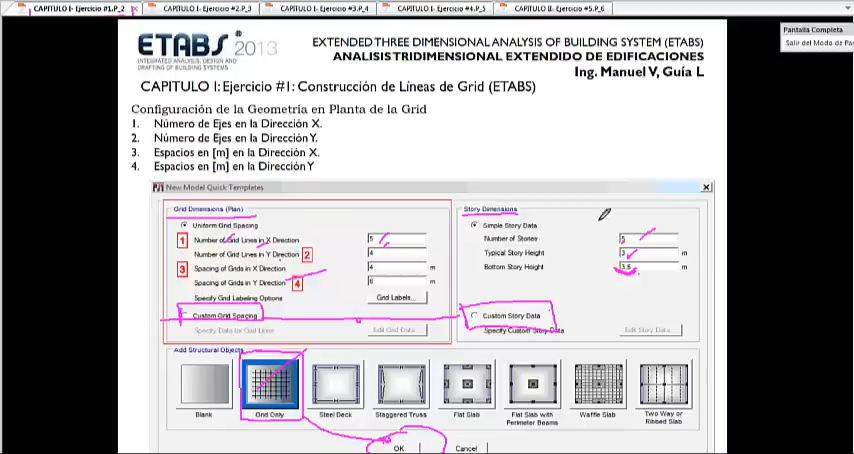 CAPITULO I- Ejercicio #1.P_2
CAPITULO I- Ejercicio #2.P_3
CAPITULO I- Ejercicio #3.P_4
CAPITULO I- Ejercicio #4.P_5
CAPITULO II- Ejercicio #5.P_6
Pantalla Completa
Salir del Modo de Pa
ETABS® 2013
INTEGRATED ANALYSIS, DESIGN AND
DRAFTING OF BUILDING SYSTEMS
EXTENDED THREE DIMENSIONAL ANALYSIS OF BUILDING SYSTEM (ETABS)
ANALISIS TRIDIMENSIONAL EXTENDIDO DE EDIFICACIONES
Ing. Manuel V, Guía L
CAPITULO I: Ejercicio #1: Construcción de Líneas de Grid (ETABS)
Configuración de la Geometría en Planta de la Grid
1. Número de Ejes en la Dirección X.
2. Número de Ejes en la Dirección Y.
3. Espacios en [m] en la Dirección X.
4. Espacios en [m] en la Dirección Y
New Model Quick Templates
Grid Dimensions (Plan)
Uniform Grid Spacing
1 Number of Grid Lines in X Direction 5
Number of Grid Lines in Y Direction 2 4
3 Spacing of Grids in X Direction 4 m
Spacing of Grids in Y Direction 4 m
Specify Grid Labeling Options Grid Labels...
Custom Grid Spacing
Specify Data for Grid Lines Edit Grid Data...
Story Dimensions
Simple Story Data
Number of Stories 5
Typical Story Height 3 m
Bottom Story Height 3.5 m
Custom Story Data
Specify Custom Story Data Edit Story Data...
Add Structural Objects
Blank
Grid Only
Steel Deck
Staggered Truss
Flat Slab
Flat Slab with
Perimeter Beams
Waffle Slab
Two Way or
Ribbed Slab
OK
Cancel